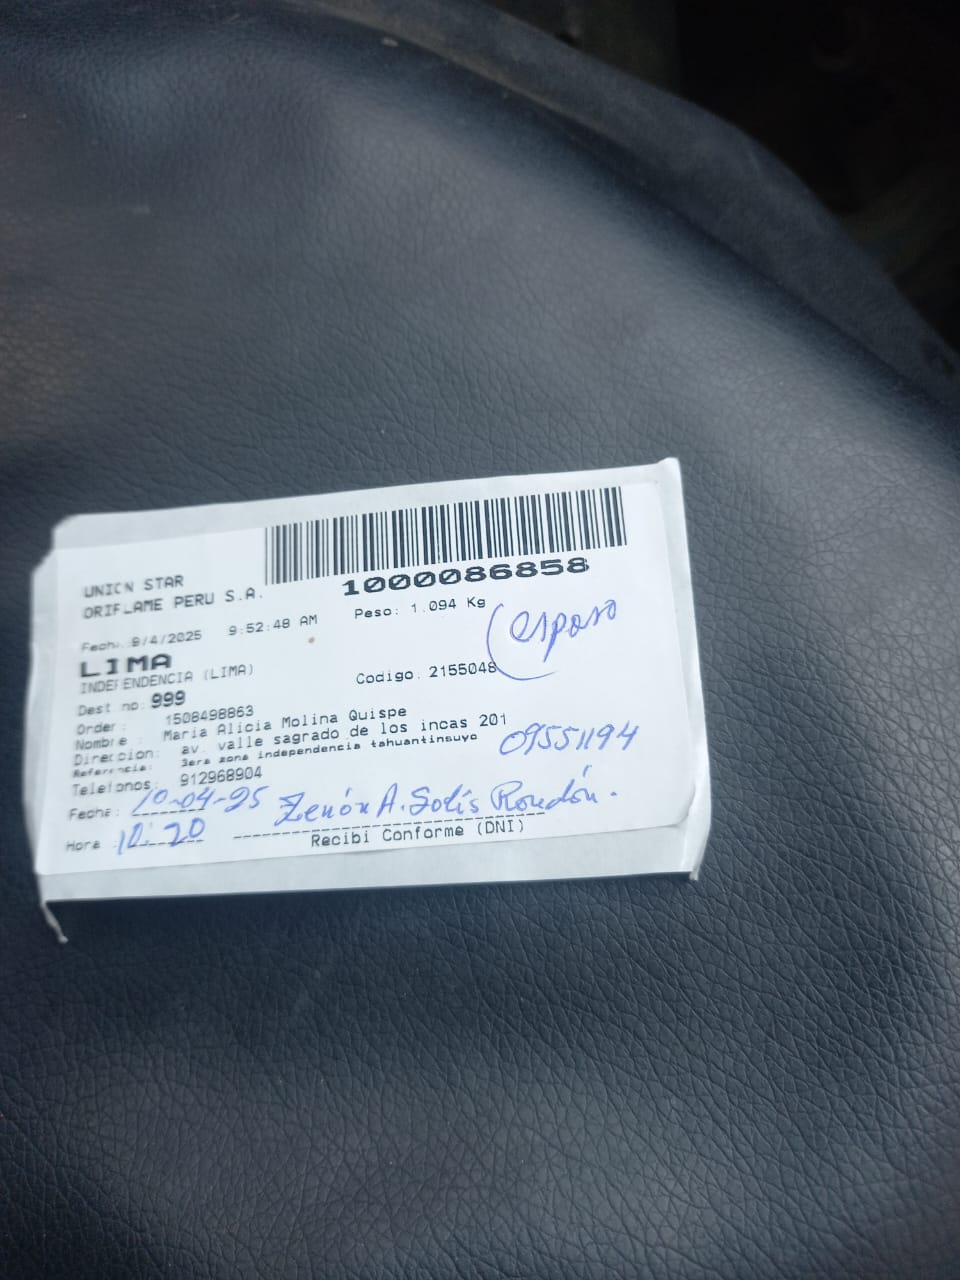 UNION STAR
ORIFLAME PERU S.A.
1000086858
Fecha: 9/4/2025 9:52:48 AM
Peso: 1.094 Kg
(esposo
LIMA
INDEPENDENCIA (LIMA)
Codigo: 2155048
Dest no: 999
Order: 1508498863
Nombre: Maria Alicia Molina Quispe
Direccion: av. valle sagrado de los incas 201
Referencia: 3era zona independencia tahuantinsuyo
09551194
Telefonos: 912968904
Fecha: 10-04-25 Zenón A. Solís Rondón.
Hora: 10:20
Recibi Conforme (DNI)